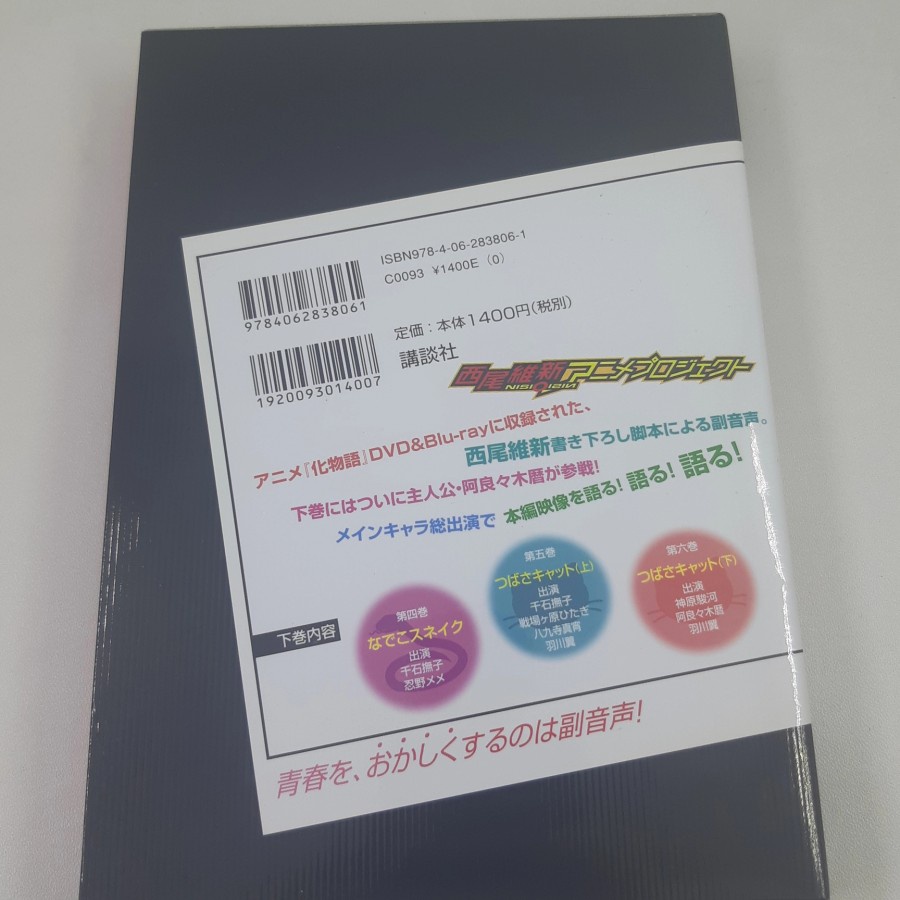 ISBN978-4-06-283806-1
C0093 ¥1400E (0)
9784062838061
1920093014007
定価：本体1400円(税別)
講談社
西尾維新アニメプロジェクト
NISIOISIN
アニメ『化物語』DVD&Blu-rayに収録された、
西尾維新書き下ろし脚本による副音声。
下巻にはついに主人公・阿良々木暦が参戦!
メインキャラ総出演で 本編映像を語る! 語る! 語る!
下巻内容
第四巻
なでこスネイク
出演
千石撫子
忍野メメ
第五巻
つばさキャット(上)
出演
千石撫子
戦場ヶ原ひたぎ
八九寺真宵
羽川翼
第六巻
つばさキャット(下)
出演
神原駿河
阿良々木暦
羽川翼
青春を、おかしくするのは副音声!